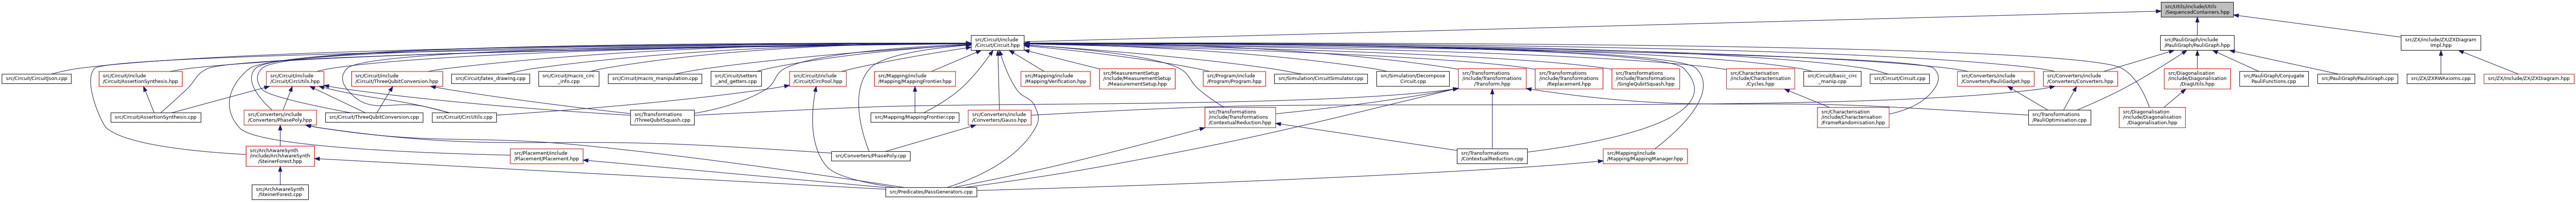 src/Utils/include/Utils
/SequencedContainers.hpp
src/Circuit/include
/Circuit/Circuit.hpp
src/PauliGraph/include
/PauliGraph/PauliGraph.hpp
src/ZX/include/ZX/ZXDiagram
Impl.hpp
src/Circuit/CircuitJson.cpp
src/Circuit/include
/Circuit/AssertionSynthesis.hpp
src/Circuit/include
/Circuit/CircUtils.hpp
src/Circuit/include
/Circuit/ThreeQubitConversion.hpp
src/Circuit/latex_drawing.cpp
src/Circuit/macro_circ
_info.cpp
src/Circuit/macro_manipulation.cpp
src/Circuit/setters
_and_getters.cpp
src/Circuit/include
/Circuit/CircPool.hpp
src/Mapping/include
/Mapping/MappingFrontier.hpp
src/Mapping/include
/Mapping/Verification.hpp
src/MeasurementSetup
/include/MeasurementSetup
/MeasurementSetup.hpp
src/Program/include
/Program/Program.hpp
src/Simulation/CircuitSimulator.cpp
src/Simulation/Decompose
Circuit.cpp
src/Transformations
/include/Transformations
/Transform.hpp
src/Transformations
/include/Transformations
/Replacement.hpp
src/Transformations
/include/Transformations
/SingleQubitSquash.hpp
src/Characterisation
/include/Characterisation
/Cycles.hpp
src/Circuit/basic_circ
_manip.cpp
src/Circuit/Circuit.cpp
src/Converters/include
/Converters/PauliGadget.hpp
src/Converters/include
/Converters/Converters.hpp
src/Diagonalisation
/include/Diagonalisation
/DiagUtils.hpp
src/PauliGraph/Conjugate
PauliFunctions.cpp
src/PauliGraph/PauliGraph.cpp
src/ZX/ZXRWAxioms.cpp
src/ZX/include/ZX/ZXDiagram.hpp
src/Circuit/AssertionSynthesis.cpp
src/Converters/include
/Converters/PhasePoly.hpp
src/Circuit/ThreeQubitConversion.cpp
src/Circuit/CircUtils.cpp
src/Transformations
/ThreeQubitSquash.cpp
src/Mapping/MappingFrontier.cpp
src/Converters/include
/Converters/Gauss.hpp
src/Transformations
/include/Transformations
/ContextualReduction.hpp
src/Characterisation
/include/Characterisation
/FrameRandomisation.hpp
src/Transformations
/PauliOptimisation.cpp
src/Diagonalisation
/include/Diagonalisation
/Diagonalisation.hpp
src/ArchAwareSynth
/include/ArchAwareSynth
/SteinerForest.hpp
src/Placement/include
/Placement/Placement.hpp
src/Converters/PhasePoly.cpp
src/Transformations
/ContextualReduction.cpp
src/Mapping/include
/Mapping/MappingManager.hpp
src/ArchAwareSynth
/SteinerForest.cpp
src/Predicates/PassGenerators.cpp